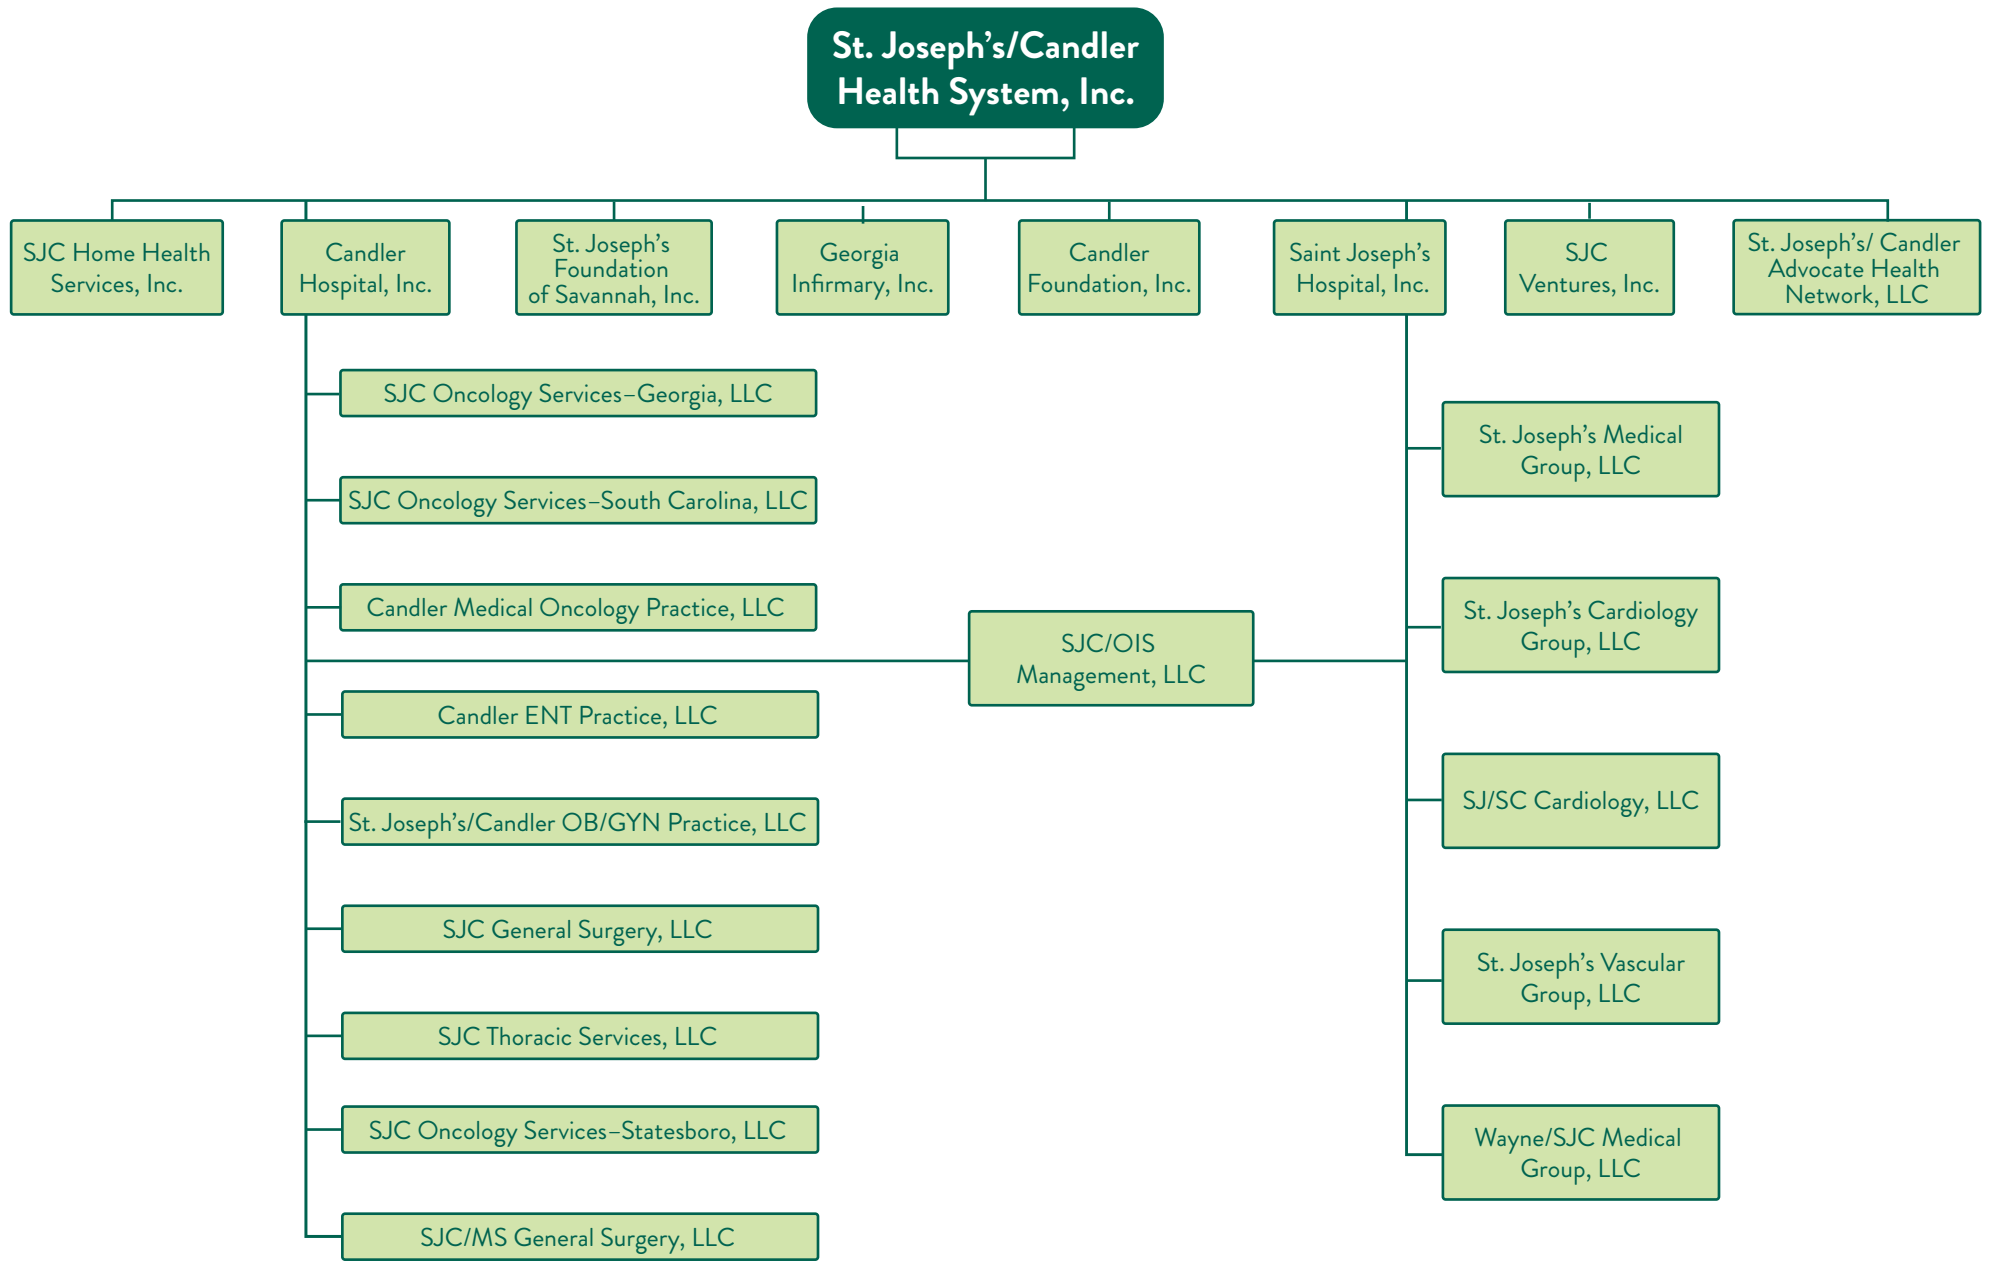 St. Joseph’s/Candler
Health System, Inc.
SJC Home Health
Services, Inc.
Candler
Hospital, Inc.
St. Joseph’s
Foundation
of Savannah, Inc.
Georgia
Infirmary, Inc.
Candler
Foundation, Inc.
Saint Joseph’s
Hospital, Inc.
SJC
Ventures, Inc.
St. Joseph’s/ Candler
Advocate Health
Network, LLC
SJC Oncology Services–Georgia, LLC
SJC Oncology Services–South Carolina, LLC
Candler Medical Oncology Practice, LLC
Candler ENT Practice, LLC
St. Joseph’s/Candler OB/GYN Practice, LLC
SJC General Surgery, LLC
SJC Thoracic Services, LLC
SJC Oncology Services–Statesboro, LLC
SJC/MS General Surgery, LLC
SJC/OIS
Management, LLC
St. Joseph’s Medical
Group, LLC
St. Joseph’s Cardiology
Group, LLC
SJ/SC Cardiology, LLC
St. Joseph’s Vascular
Group, LLC
Wayne/SJC Medical
Group, LLC